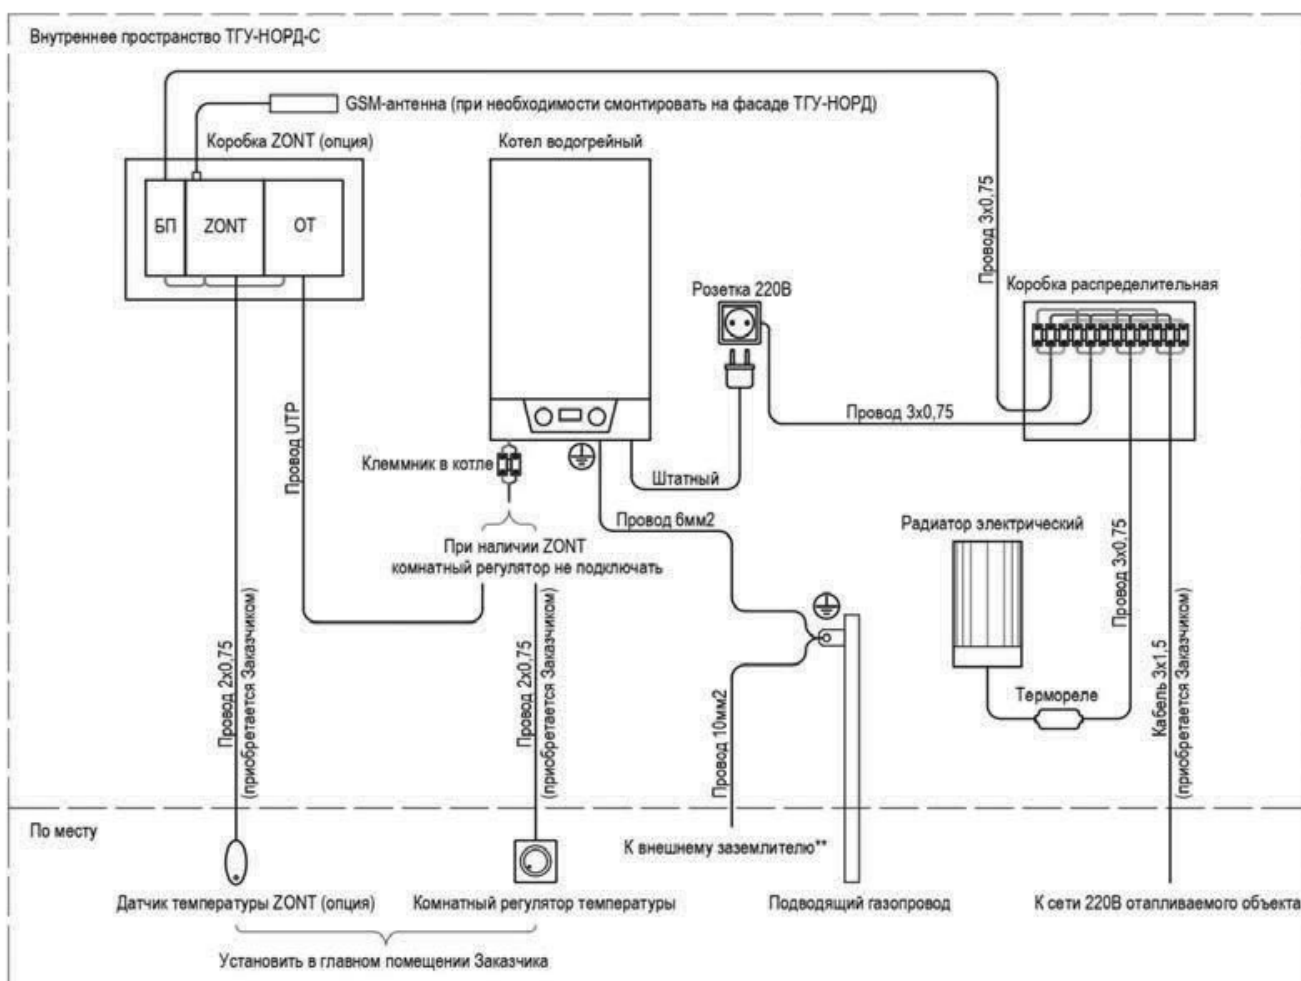 Внутреннее пространство ТГУ-НОРД-С
GSM-антенна (при необходимости смонтировать на фасаде ТГУ-НОРД)
Коробка ZONT (опция)
Котел водогрейный
БП
ZONT
ОТ
Провод 3х0,75
Розетка 220В
Коробка распределительная
Провод UTP
Провод 3х0,75
Клеммник в котле
Штатный
Провод 6мм2
Радиатор электрический
При наличии ZONT
комнатный регулятор не подключать
Провод 3х0,75
Провод 2х0,75
(приобретается Заказчиком)
Провод 2х0,75
(приобретается Заказчиком)
Провод 10мм2
Термореле
Кабель 3х1,5
(приобретается Заказчиком)
По месту
К внешнему заземлителю**
Датчик температуры ZONT (опция)
Комнатный регулятор температуры
Подводящий газопровод
К сети 220В отапливаемого объекта
Установить в главном помещении Заказчика